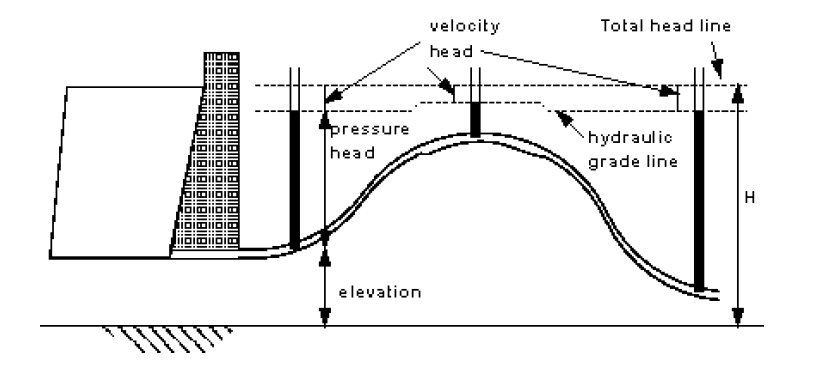 velocity
head
Total head line
pressure
head
hydraulic
grade line
H
elevation